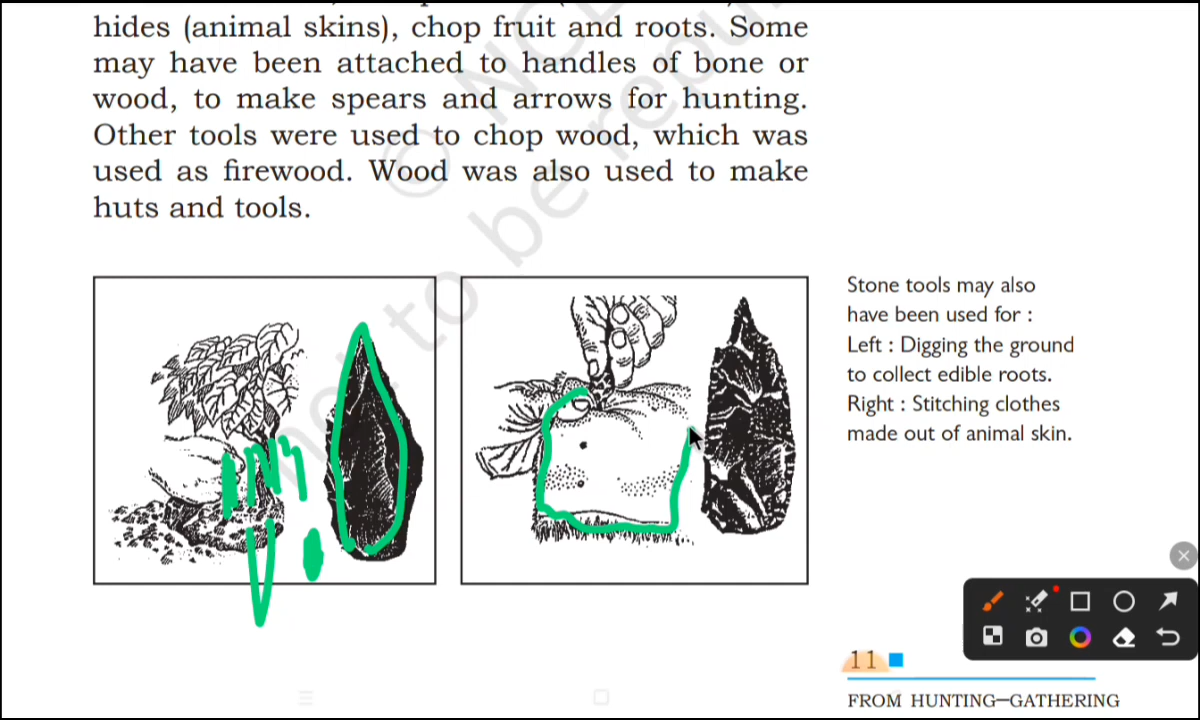 hides (animal skins), chop fruit and roots. Some
may have been attached to handles of bone or
wood, to make spears and arrows for hunting.
Other tools were used to chop wood, which was
used as firewood. Wood was also used to make
huts and tools.
Stone tools may also
have been used for :
Left : Digging the ground
to collect edible roots.
Right : Stitching clothes
made out of animal skin.
11
FROM HUNTING—GATHERING